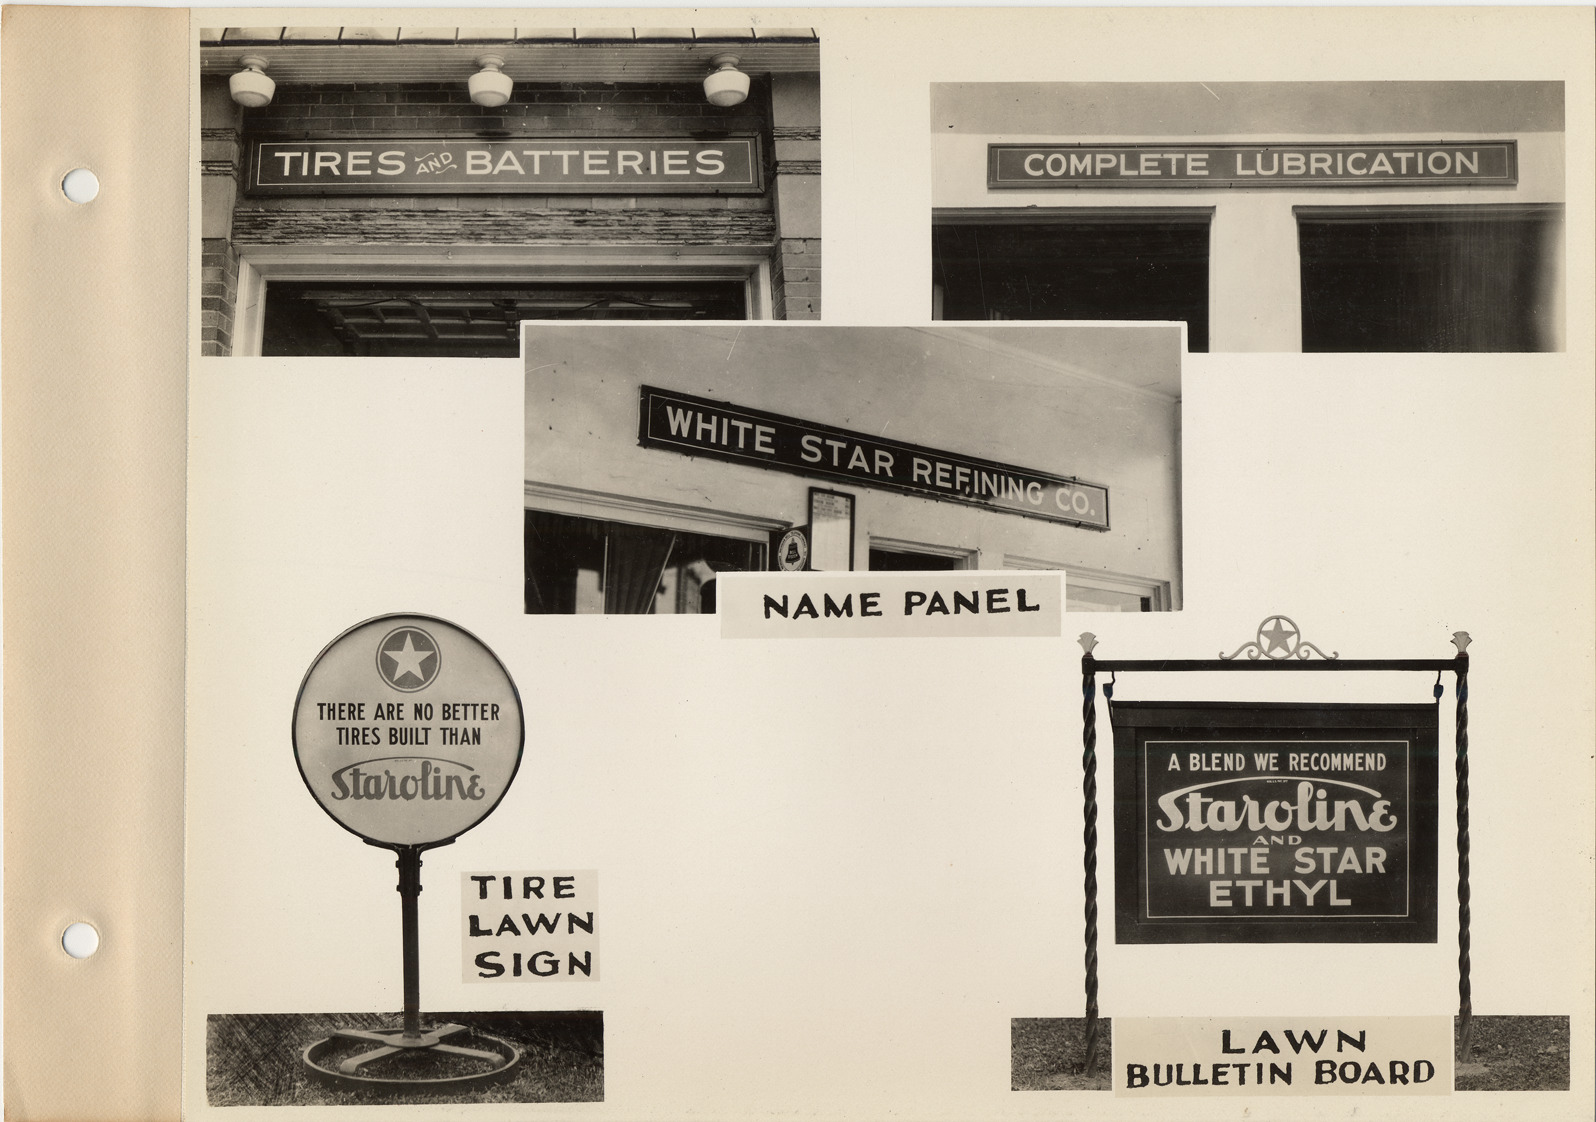 TIRES AND BATTERIES
COMPLETE LUBRICATION
WHITE STAR REFINING CO.
NAME PANEL
THERE ARE NO BETTER
TIRES BUILT THAN
Staroline
TIRE
LAWN
SIGN
A BLEND WE RECOMMEND
Staroline
AND
WHITE STAR
ETHYL
LAWN
BULLETIN BOARD